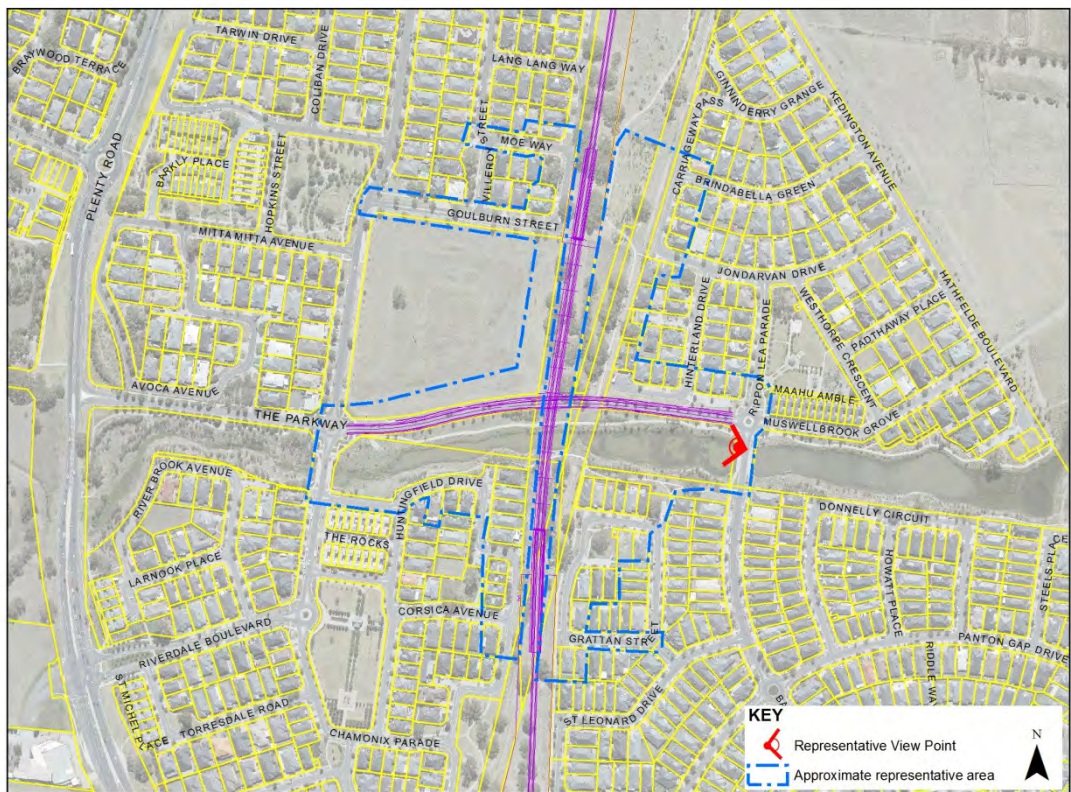 TARWIN DRIVE
BRAYWOOD TERRACE
COLIBAN DRIVE
LANG LANG WAY
GINNINDERRY GRANGE
KEDINGTON AVENUE
CARRIAGEWAY PASS
MOE WAY
VILLEROY STREET
BARKLY PLACE
HOPKINS STREET
PLENTY ROAD
BRINDABELLA GREEN
GOULBURN STREET
MITTA MITTA AVENUE
JONDARVAN DRIVE
HINTERLAND DRIVE
RIPPON LEA PARADE
WESTHORPE CRESCENT
PADTHAWAY PLACE
HATHFELDE BOULEVARD
AVOCA AVENUE
MAAHU AMBLE
THE PARKWAY
MUSWELLBROOK GROVE
RIVER BROOK AVENUE
HUNTINGFIELD DRIVE
DONNELLY CIRCUIT
THE ROCKS
LARNOOK PLACE
HOWATT PLACE
STEELS PLACE
CORSICA AVENUE
RIVERDALE BOULEVARD
GRATTAN STREET
PANTON GAP DRIVE
RIDDLE WAY
ST MICHEL PLACE
TORRESDALE ROAD
ST LEONARD DRIVE
BA
CHAMONIX PARADE
KEY
Representative View Point
Approximate representative area
N